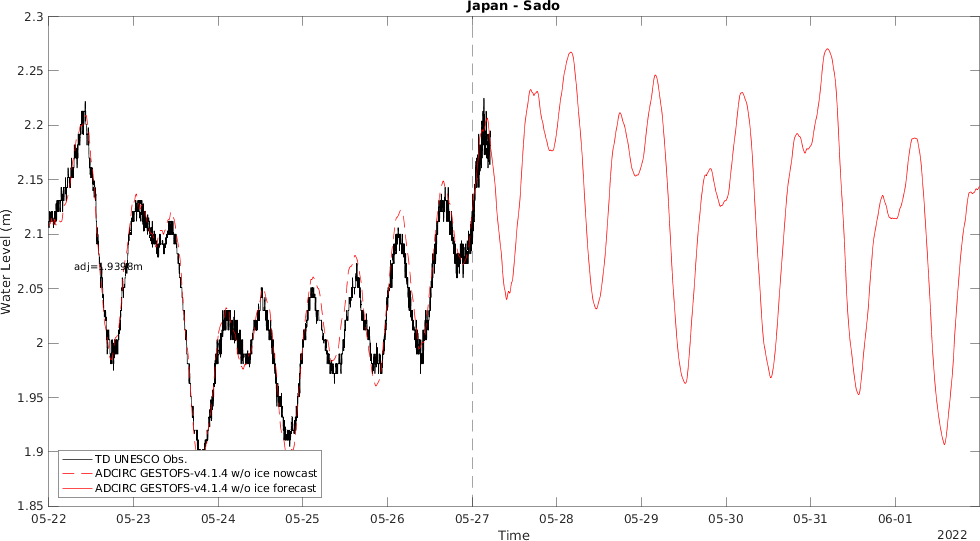 Japan - Sado
2.3
2.25
2.2
2.15
2.1
2.05
2
1.95
1.9
1.85
Water Level (m)
adj=1.9398m
TD UNESCO Obs.
ADCIRC GESTOFS-v4.1.4 w/o ice nowcast
ADCIRC GESTOFS-v4.1.4 w/o ice forecast
05-22 05-23 05-24 05-25 05-26 05-27 05-28 05-29 05-30 05-31 06-01
Time
2022